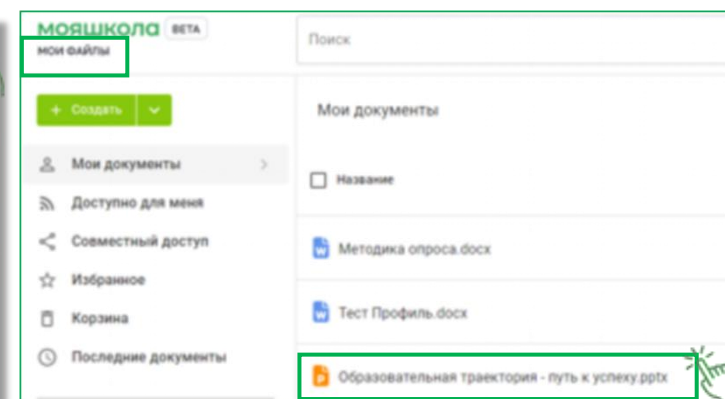 МОЯШКОЛА BETA
МОИ ФАЙЛЫ
Поиск
+ Создать
Мои документы
Доступно для меня
Совместный доступ
Избранное
Корзина
Последние документы
Мои документы
Название
Методика опроса.docx
Тест Профиль.docx
Образовательная траектория - путь к успеху.pptx